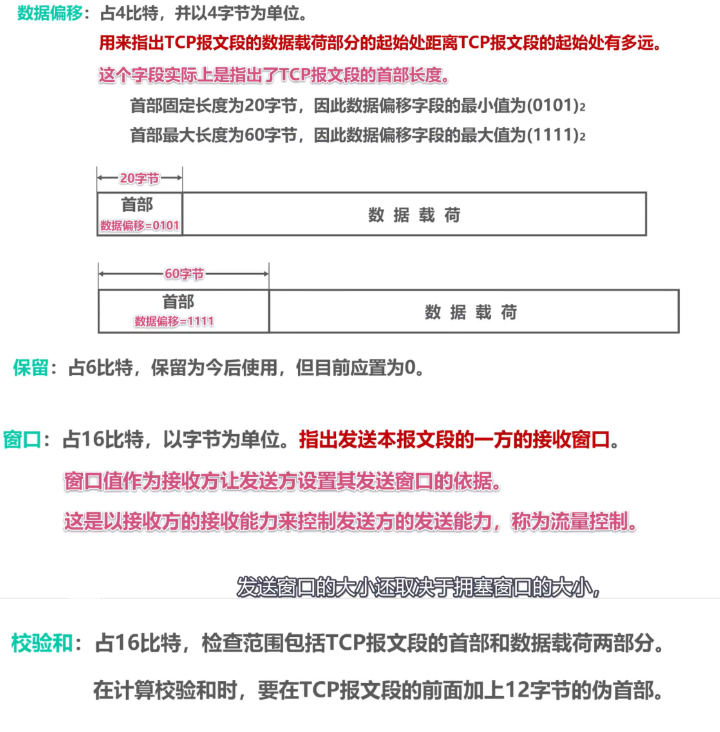 数据偏移：占4比特，并以4字节为单位。
用来指出TCP报文段的数据载荷部分的起始处距离TCP报文段的起始处有多远。
这个字段实际上是指出了TCP报文段的首部长度。
首部固定长度为20字节，因此数据偏移字段的最小值为(0101)₂
首部最大长度为60字节，因此数据偏移字段的最大值为(1111)₂
20字节
首部
数据偏移=0101
数 据 载 荷
60字节
首部
数据偏移=1111
数 据 载 荷
保留：占6比特，保留为今后使用，但目前应置为0。
窗口：占16比特，以字节为单位。指出发送本报文段的一方的接收窗口。
窗口值作为接收方让发送方设置其发送窗口的依据。
这是以接收方的接收能力来控制发送方的发送能力，称为流量控制。
发送窗口的大小还取决于拥塞窗口的大小，
校验和：占16比特，检查范围包括TCP报文段的首部和数据载荷两部分。
在计算校验和时，要在TCP报文段的前面加上12字节的伪首部。